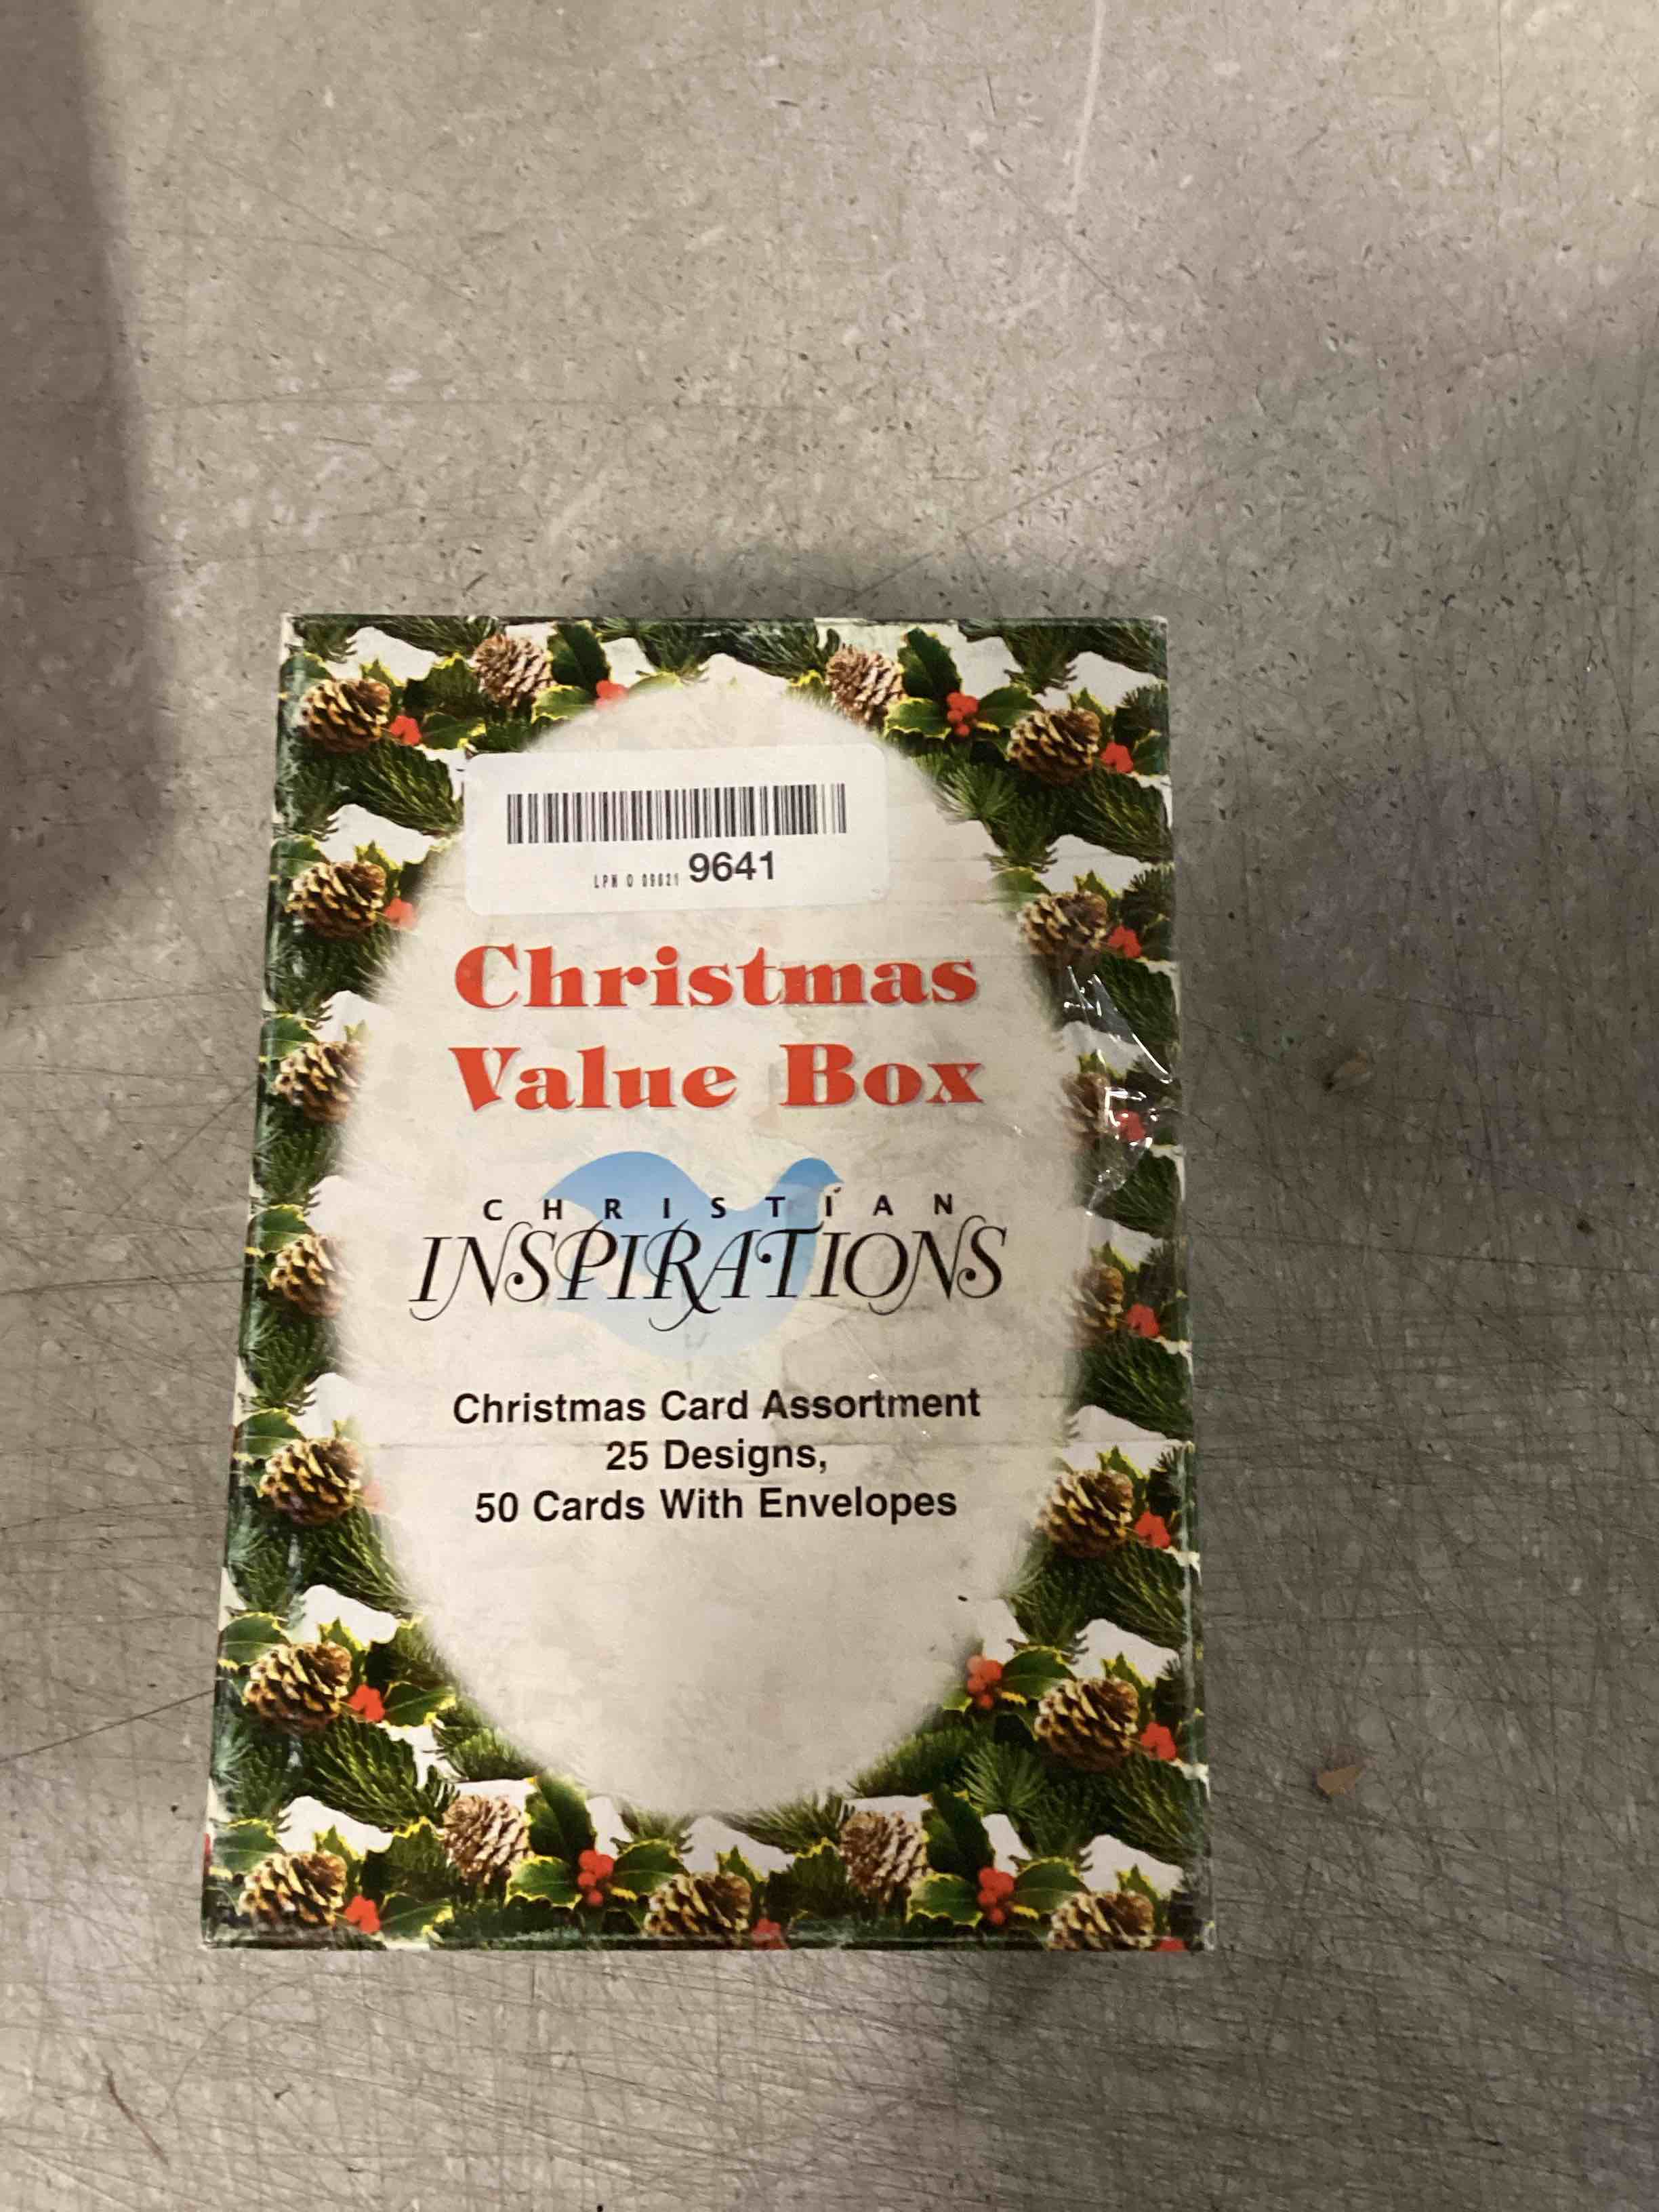 9641
Christmas
Value Box
CHRISTIAN
INSPIRATIONS
Christmas Card Assortment
25 Designs,
50 Cards With Envelopes